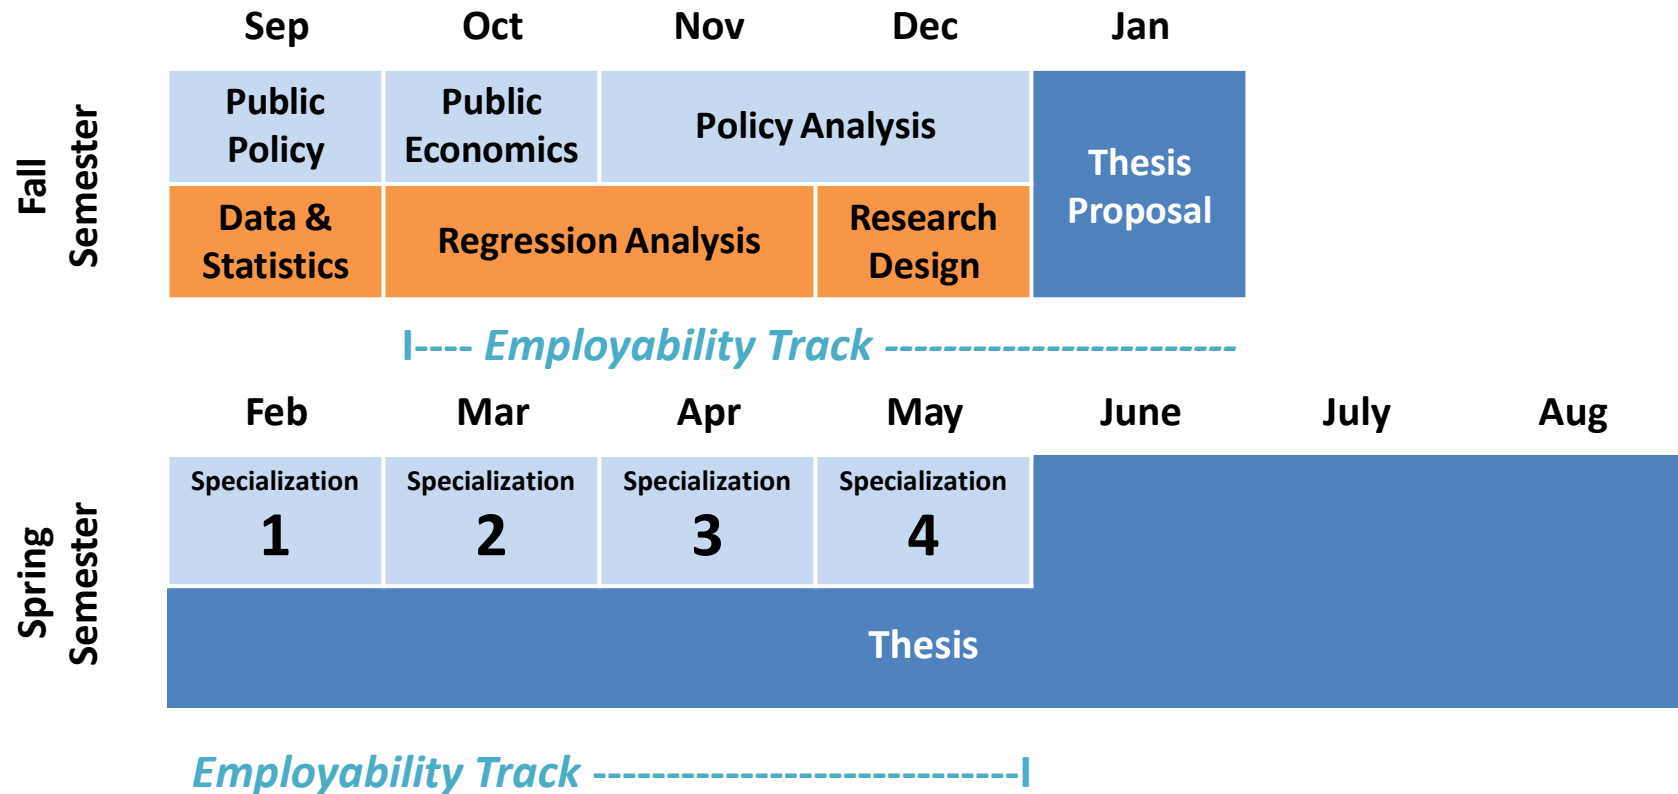 Sep Oct Nov Dec Jan
Fall
Semester
Public
Policy
Public
Economics
Policy Analysis
Thesis
Proposal
Data &
Statistics
Regression Analysis
Research
Design
I---- Employability Track ------------------------
Feb Mar Apr May June July Aug
Spring
Semester
Specialization
1
Specialization
2
Specialization
3
Specialization
4
Thesis
Employability Track -----------------------------I